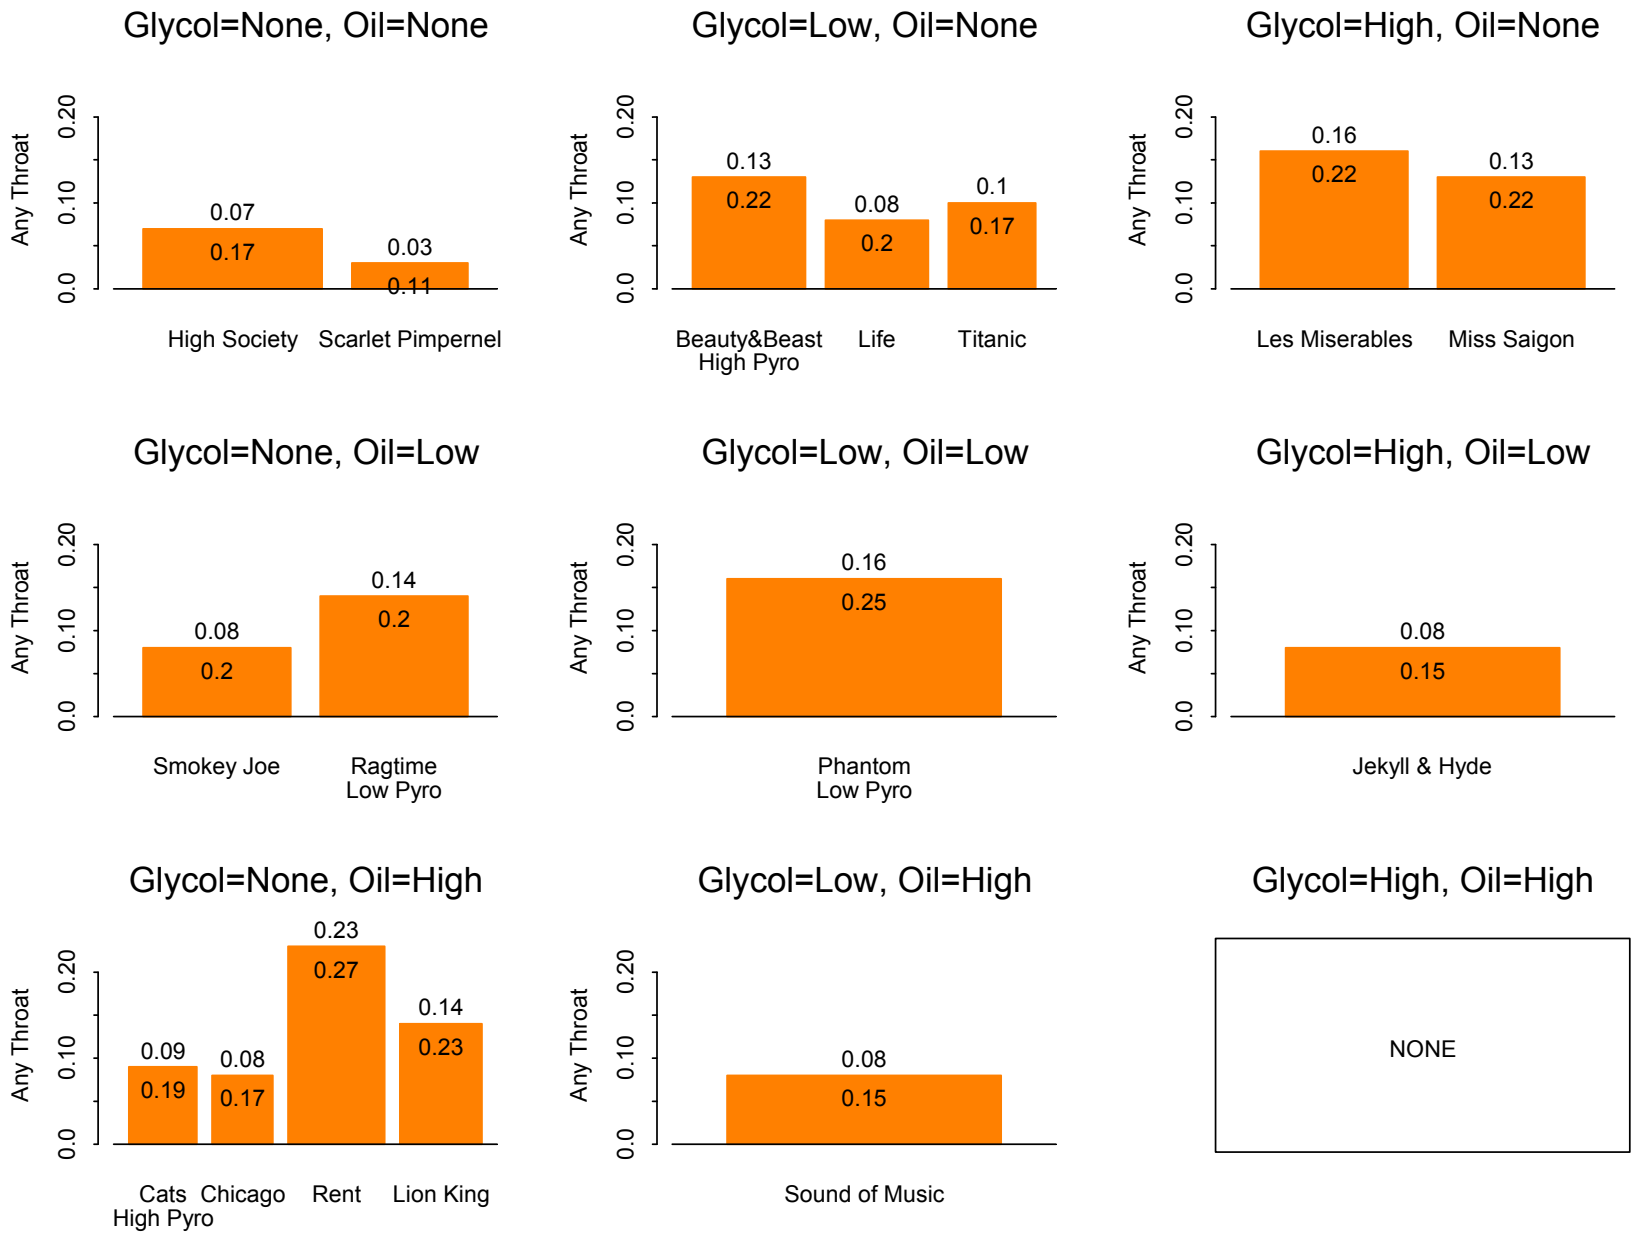 Glycol=None, Oil=None
Any Throat
0.0 0.10 0.20
0.07
0.17
0.03
0.11
High Society Scarlet Pimpernel
Glycol=Low, Oil=None
Any Throat
0.0 0.10 0.20
0.13
0.22
0.08
0.2
0.1
0.17
Beauty&Beast Life Titanic
High Pyro
Glycol=High, Oil=None
Any Throat
0.0 0.10 0.20
0.16
0.22
0.13
0.22
Les Miserables Miss Saigon
Glycol=None, Oil=Low
Any Throat
0.0 0.10 0.20
0.08
0.2
0.14
0.2
Smokey Joe Ragtime
Low Pyro
Glycol=Low, Oil=Low
Any Throat
0.0 0.10 0.20
0.16
0.25
Phantom
Low Pyro
Glycol=High, Oil=Low
Any Throat
0.0 0.10 0.20
0.08
0.15
Jekyll & Hyde
Glycol=None, Oil=High
Any Throat
0.0 0.10 0.20
0.09
0.19
0.08
0.17
0.23
0.27
0.14
0.23
Cats Chicago Rent Lion King
High Pyro
Glycol=Low, Oil=High
Any Throat
0.0 0.10 0.20
0.08
0.15
Sound of Music
Glycol=High, Oil=High
NONE